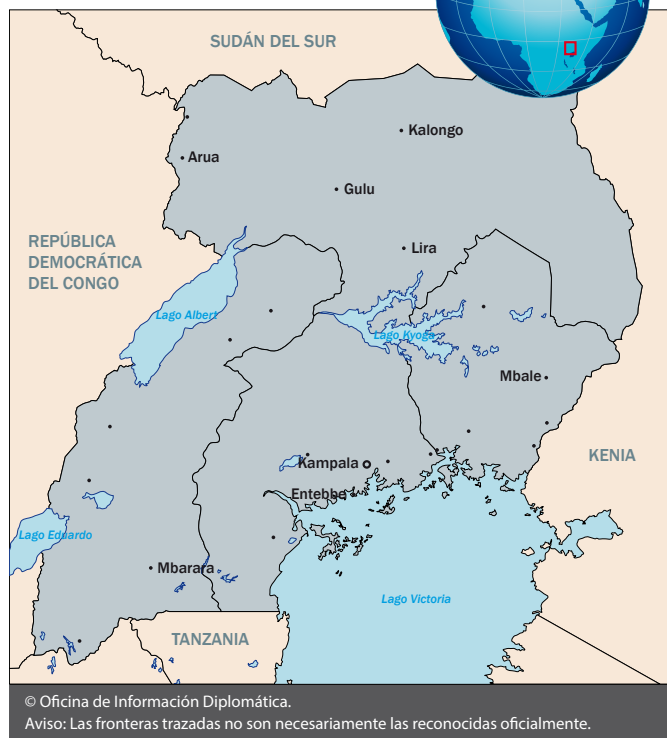 SUDÁN DEL SUR
Kalongo
Arua
Gulu
REPÚBLICA
DEMOCRÁTICA
DEL CONGO
Lira
Lago Albert
Lago Kyoga
Mbale
KENIA
Kampala
Entebbe
Lago Eduardo
Mbarara
Lago Victoria
TANZANIA
© Oficina de Información Diplomática.
Aviso: Las fronteras trazadas no son necesariamente las reconocidas oficialmente.